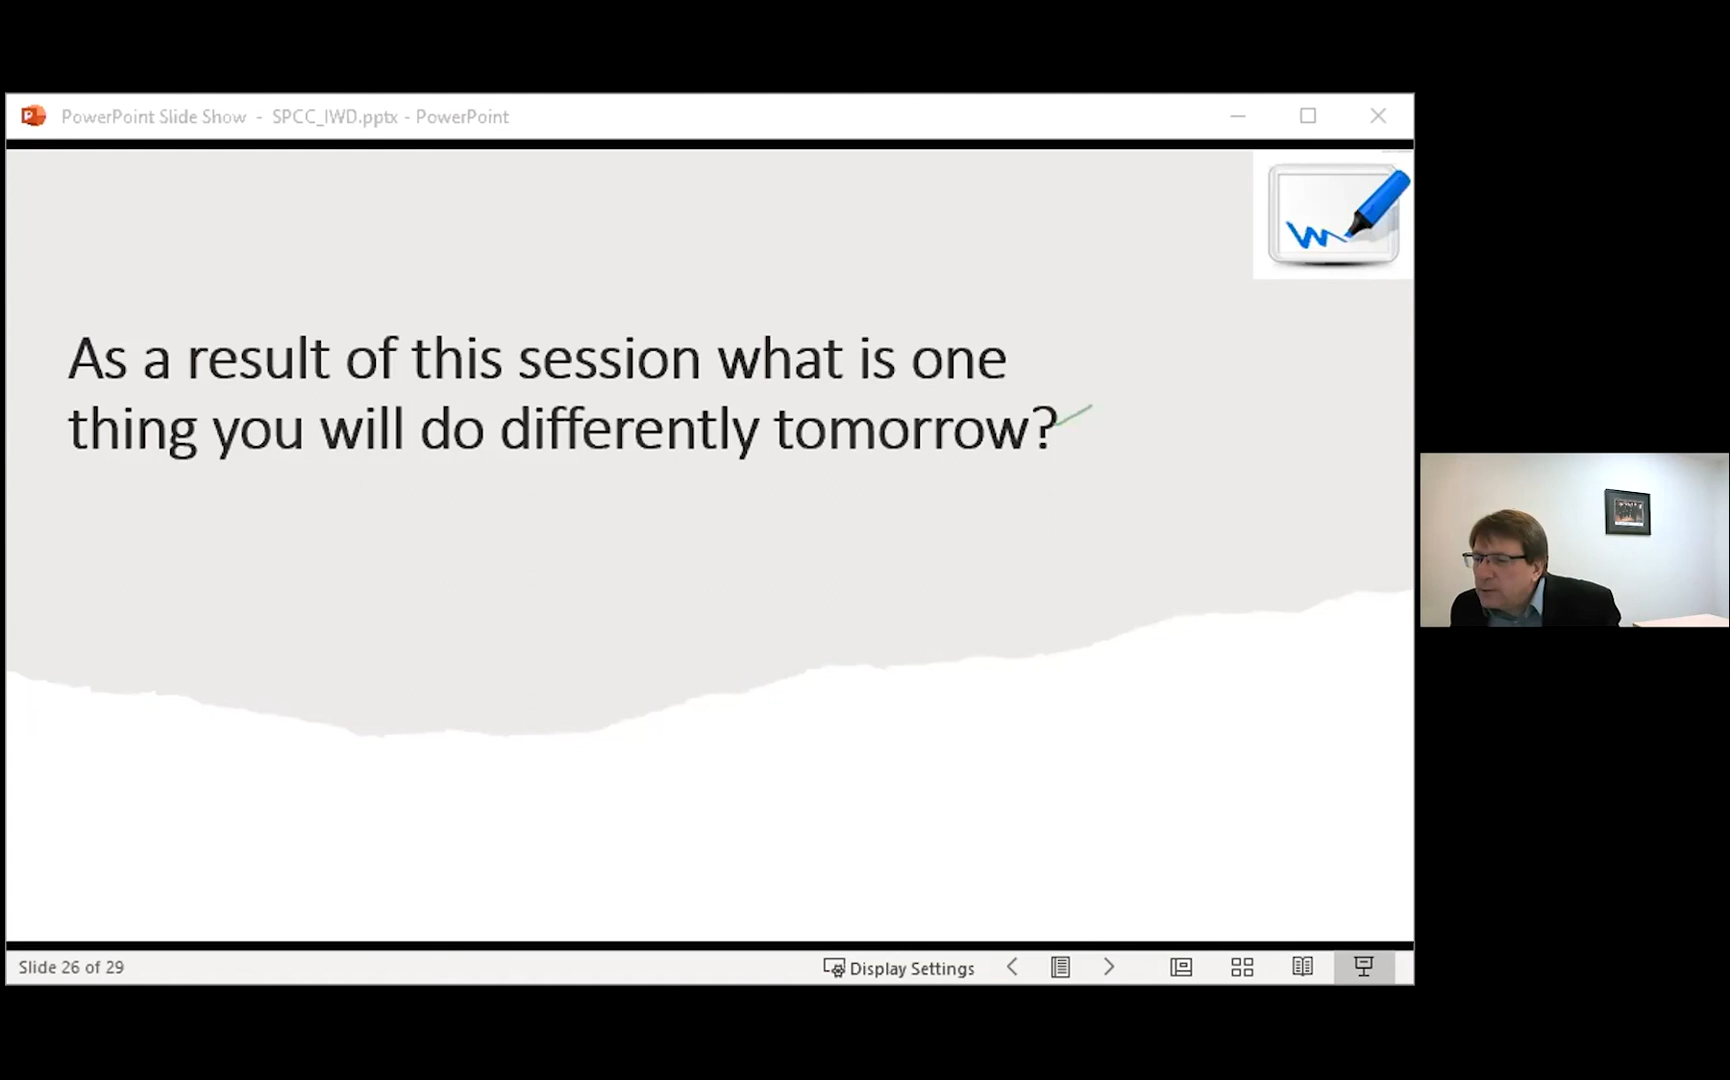 PowerPoint Slide Show - SPCC_IWD.pptx - PowerPoint
As a result of this session what is one
thing you will do differently tomorrow?
Slide 26 of 29
Display Settings